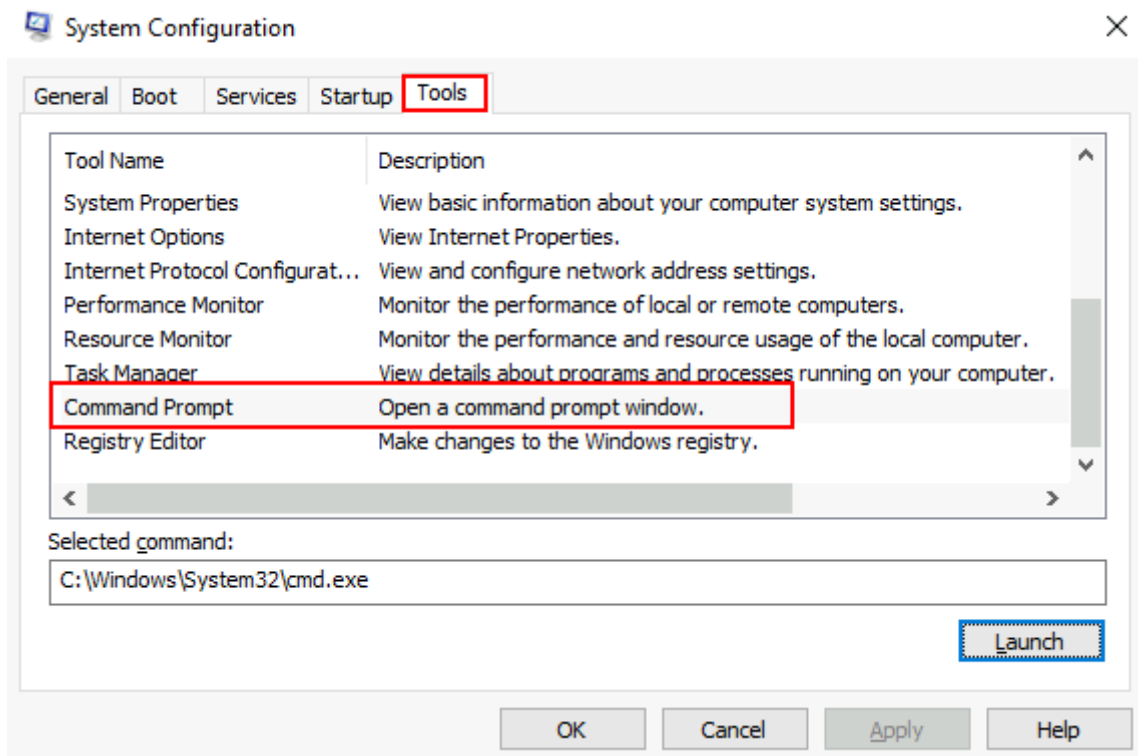 System Configuration
General Boot Services Startup Tools
Tool Name Description
System Properties View basic information about your computer system settings.
Internet Options View Internet Properties.
Internet Protocol Configurat... View and configure network address settings.
Performance Monitor Monitor the performance of local or remote computers.
Resource Monitor Monitor the performance and resource usage of the local computer.
Task Manager View details about programs and processes running on your computer.
Command Prompt Open a command prompt window.
Registry Editor Make changes to the Windows registry.
Selected command:
C:\Windows\System32\cmd.exe
Launch
OK Cancel Apply Help